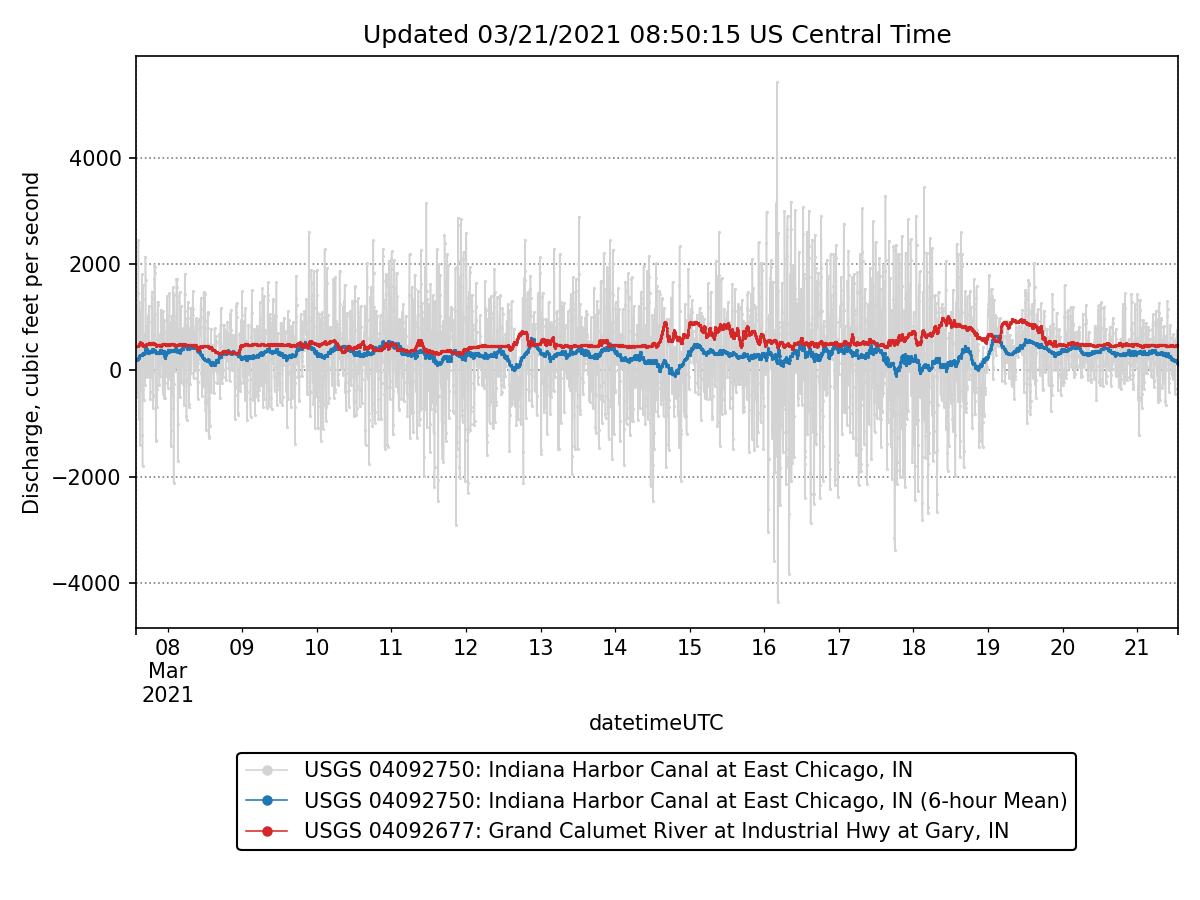 Updated 03/21/2021 08:50:15 US Central Time
Discharge, cubic feet per second
4000
2000
0
−2000
−4000
08 09 10 11 12 13 14 15 16 17 18 19 20 21
Mar
2021
datetimeUTC
USGS 04092750: Indiana Harbor Canal at East Chicago, IN
USGS 04092750: Indiana Harbor Canal at East Chicago, IN (6-hour Mean)
USGS 04092677: Grand Calumet River at Industrial Hwy at Gary, IN